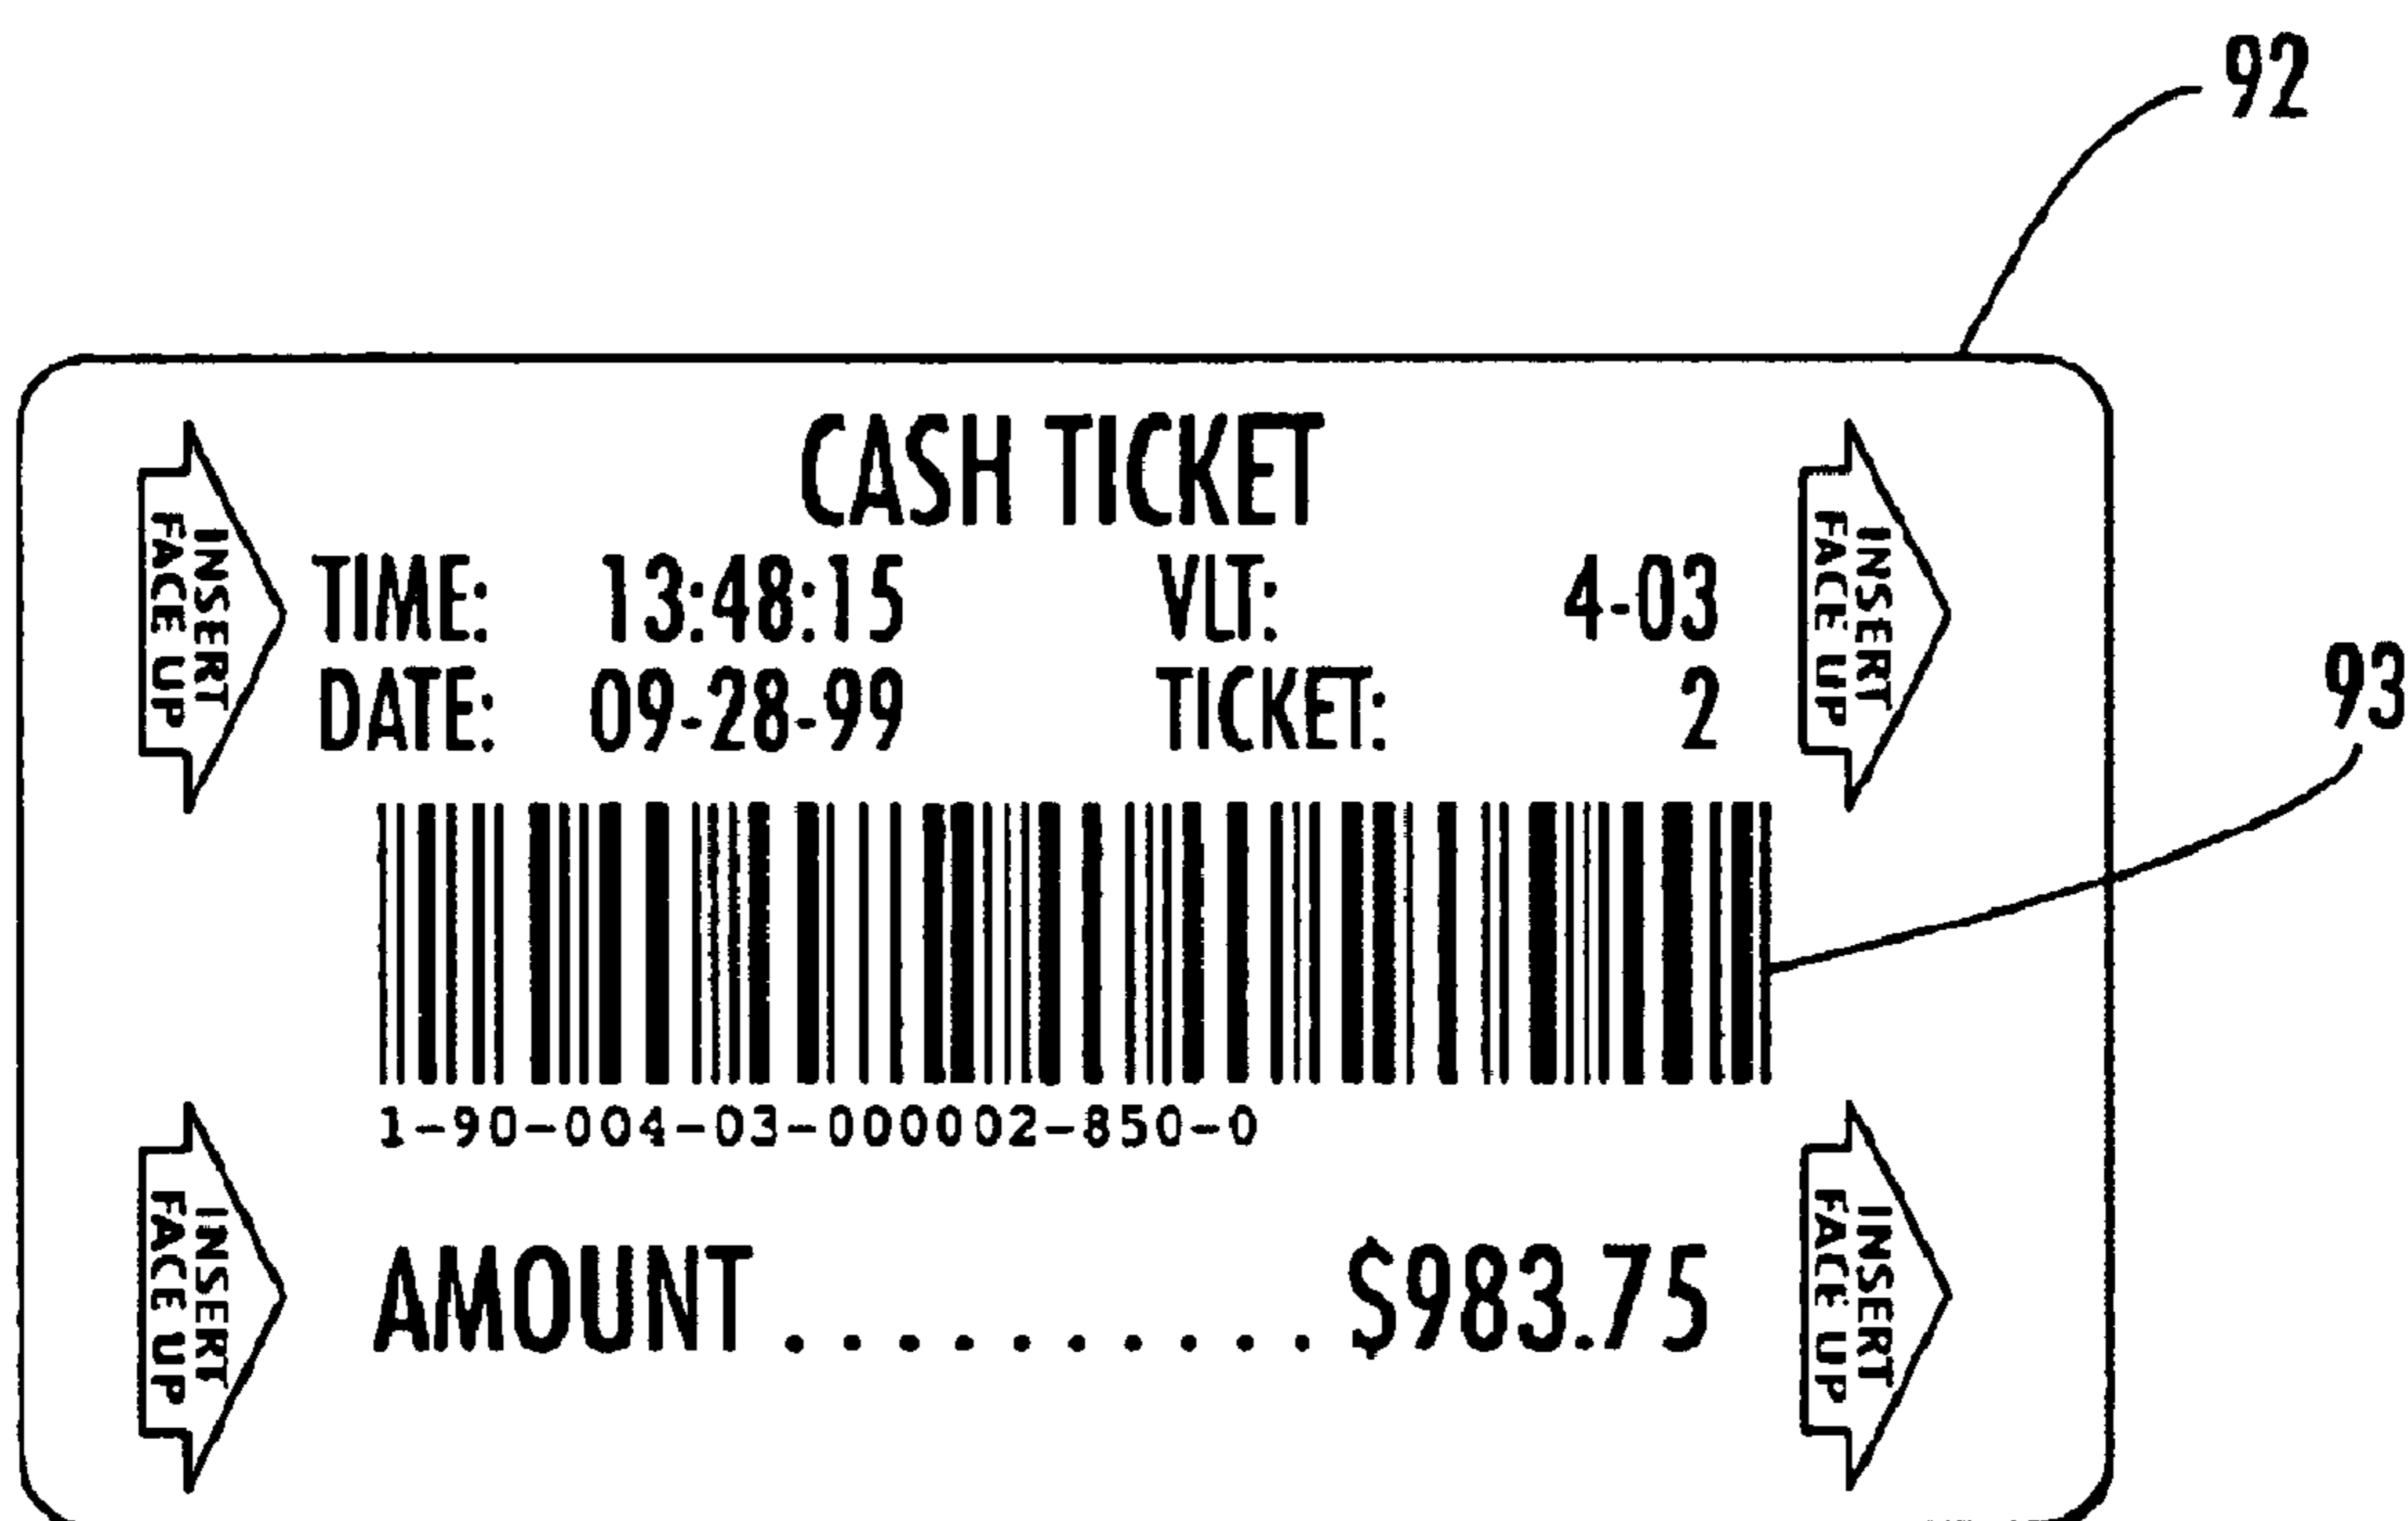 92
CASH TICKET
INSERT
FACE UP
TIME: 13:48:15 VLT: 4-03
DATE: 09-28-99 TICKET: 2
INSERT
FACE UP
93
1-90-004-03-000002-850-0
INSERT
FACE UP
AMOUNT..........$983.75
INSERT
FACE UP